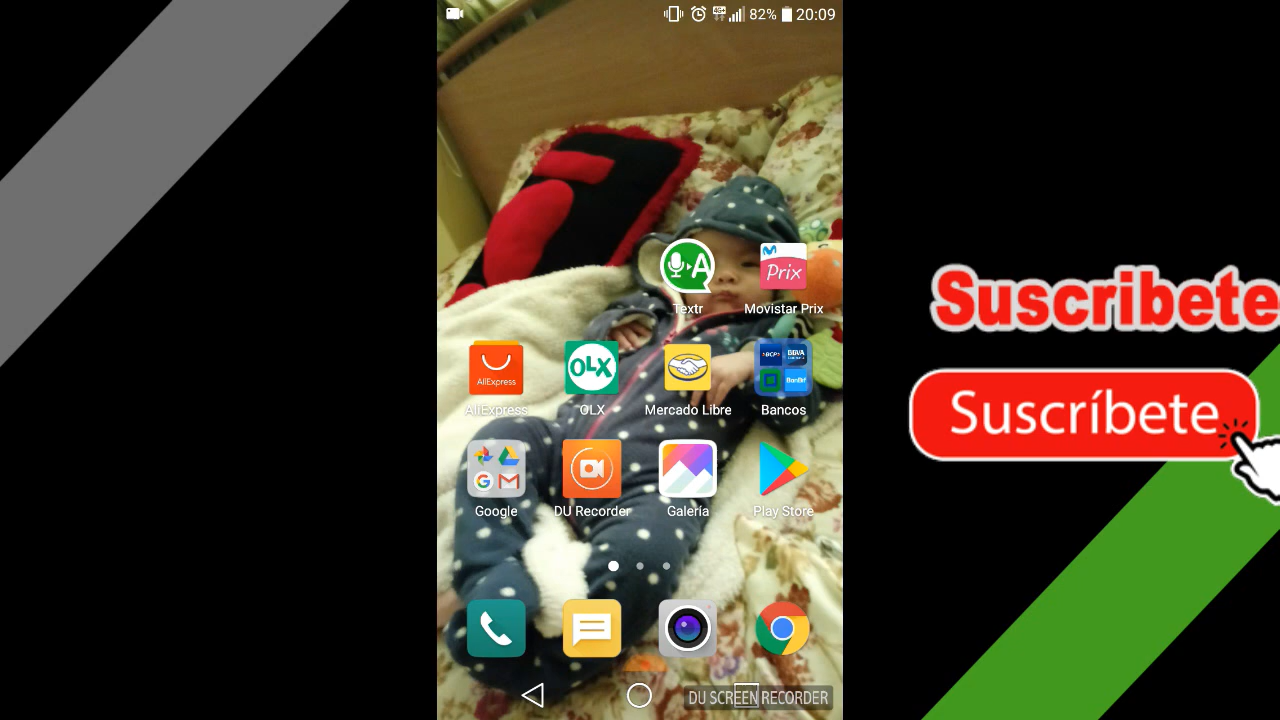 82% 20:09
Suscribete
Suscríbete
Textr
Movistar Prix
Prix
AliExpress
OLX
AliExpress OLX Mercado Libre Bancos
BCP BBVA
Google DU Recorder Galería Play Store
DU SCREEN RECORDER